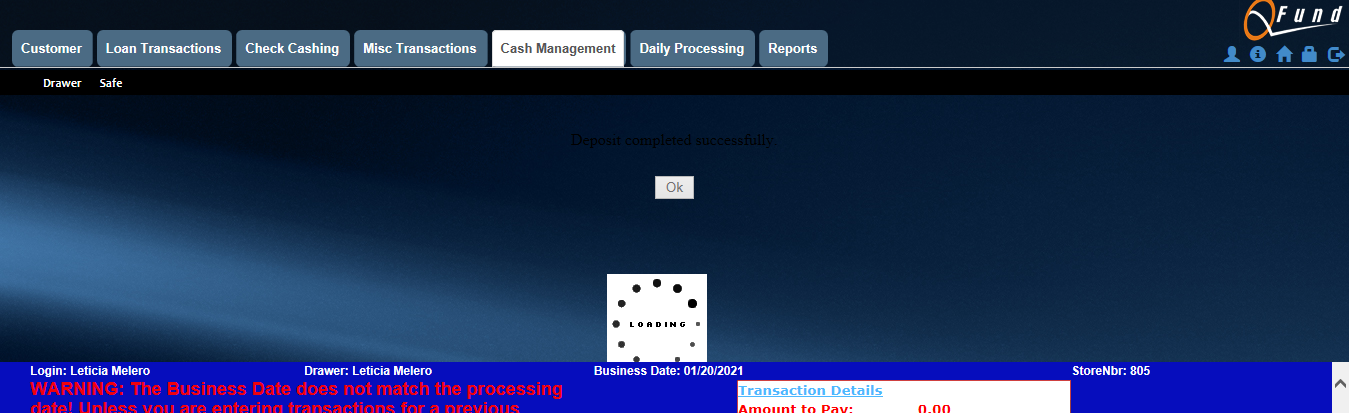 QFund
Customer Loan Transactions Check Cashing Misc Transactions Cash Management Daily Processing Reports
Drawer Safe
Deposit completed successfully.
Ok
LOADING
Login: Leticia Melero Drawer: Leticia Melero Business Date: 01/20/2021 StoreNbr: 805
WARNING: The Business Date does not match the processing
date! Unless you are entering transactions for a previous
Transaction Details
Amount to Pay: 0.00